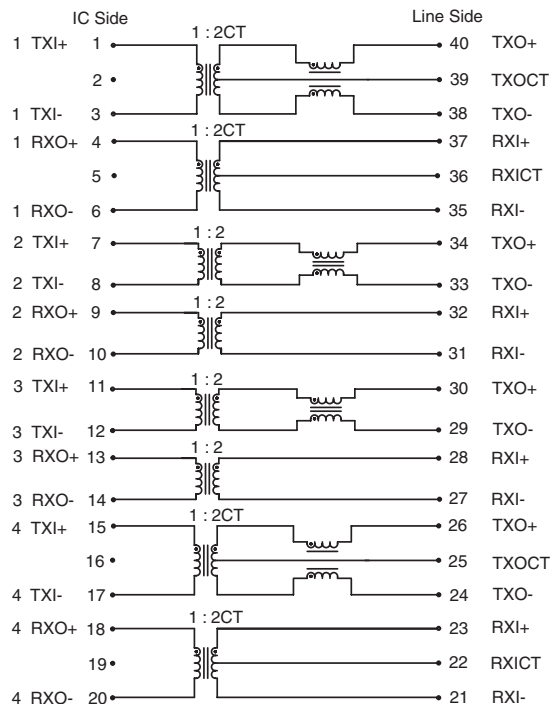 IC Side Line Side
1 : 2CT
1 TXI+ 1 40 TXO+
2 39 TXOCT
1 TXI- 3 38 TXO-
1 : 2CT
1 RXO+ 4 37 RXI+
5 36 RXICT
1 RXO- 6 35 RXI-
1 : 2
2 TXI+ 7 34 TXO+
2 TXI- 8 33 TXO-
1 : 2
2 RXO+ 9 32 RXI+
2 RXO- 10 31 RXI-
1 : 2
3 TXI+ 11 30 TXO+
3 TXI- 12 29 TXO-
1 : 2
3 RXO+ 13 28 RXI+
3 RXO- 14 27 RXI-
1 : 2CT
4 TXI+ 15 26 TXO+
16 25 TXOCT
4 TXI- 17 24 TXO-
1 : 2CT
4 RXO+ 18 23 RXI+
19 22 RXICT
4 RXO- 20 21 RXI-